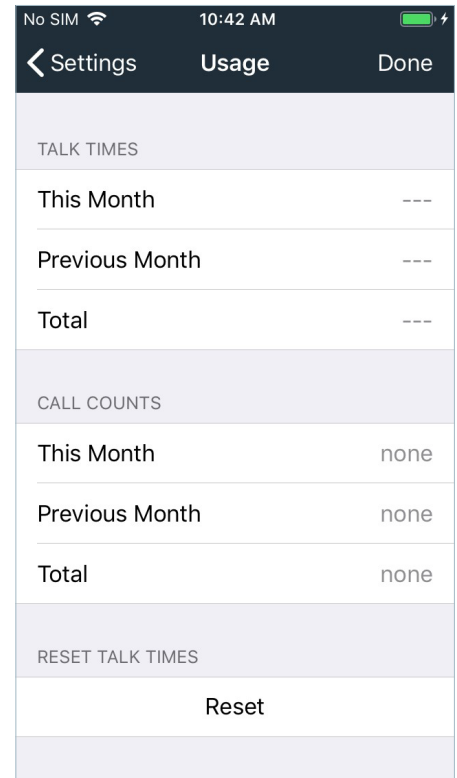 No SIM 10:42 AM
Settings Usage Done
TALK TIMES
This Month ---
Previous Month ---
Total ---
CALL COUNTS
This Month none
Previous Month none
Total none
RESET TALK TIMES
Reset